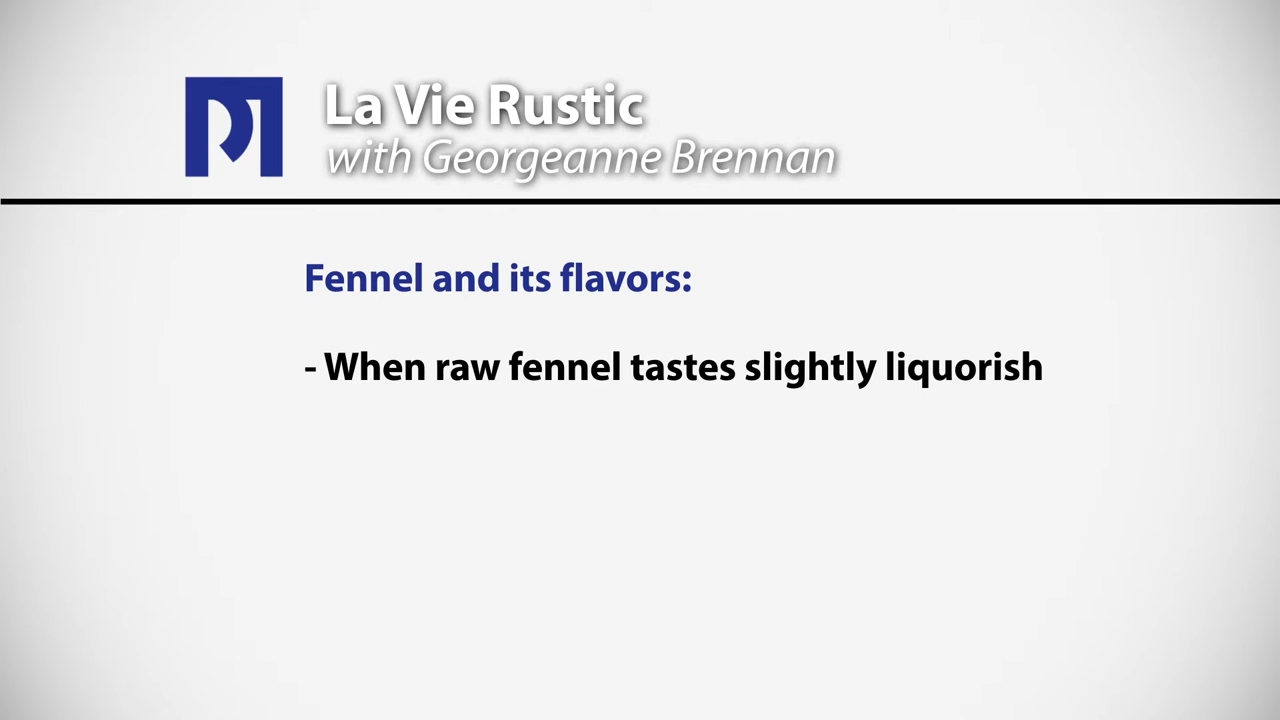 La Vie Rustic
with Georgeanne Brennan
Fennel and its flavors:
- When raw fennel tastes slightly liquorish